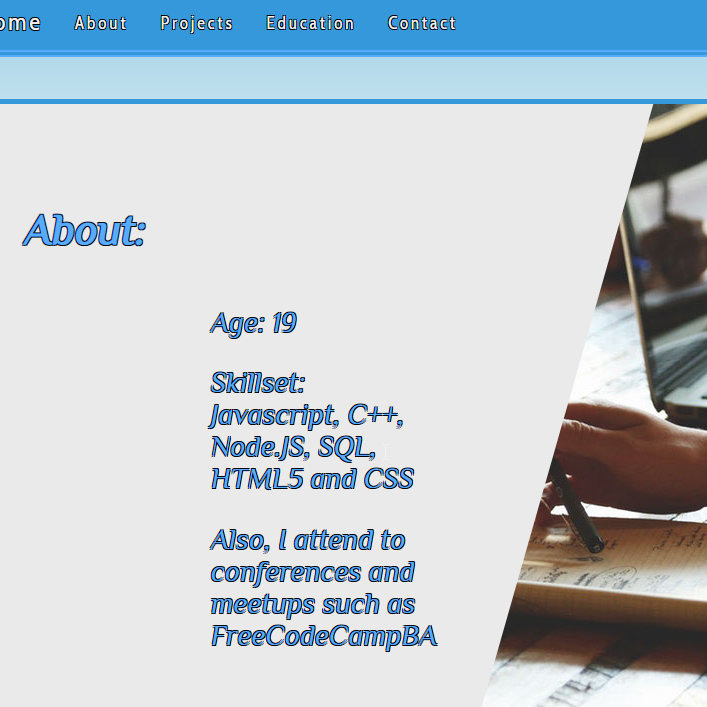 ome About Projects Education Contact
About:
Age: 19
Skillset:
Javascript, C++,
Node.JS, SQL,
HTML5 and CSS
Also, I attend to
conferences and
meetups such as
FreeCodeCampBA